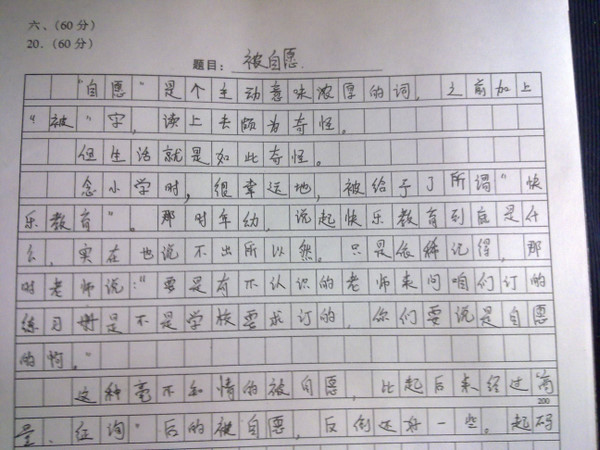 六、（60分）
20.（60分）
题目：被自愿
“自愿”是个主动意味浓厚的词，之前加上
“被”字，读上去颇为奇怪。
但生活就是如此奇怪。
念小学时，很幸运地，被给予了所谓“快
乐教育”。那时年幼，说起快乐教育到底是什
么，实在也说不出所以然。只是依稀记得，那
时老师说：“要是有不认识的老师来问咱们订的
练习册是不是学校要求订的，你们要说是自愿
的啊。”
这种毫不知情的被自愿，比起后来经过商
200
量、征询”后的被自愿，反倒还好一些。起码